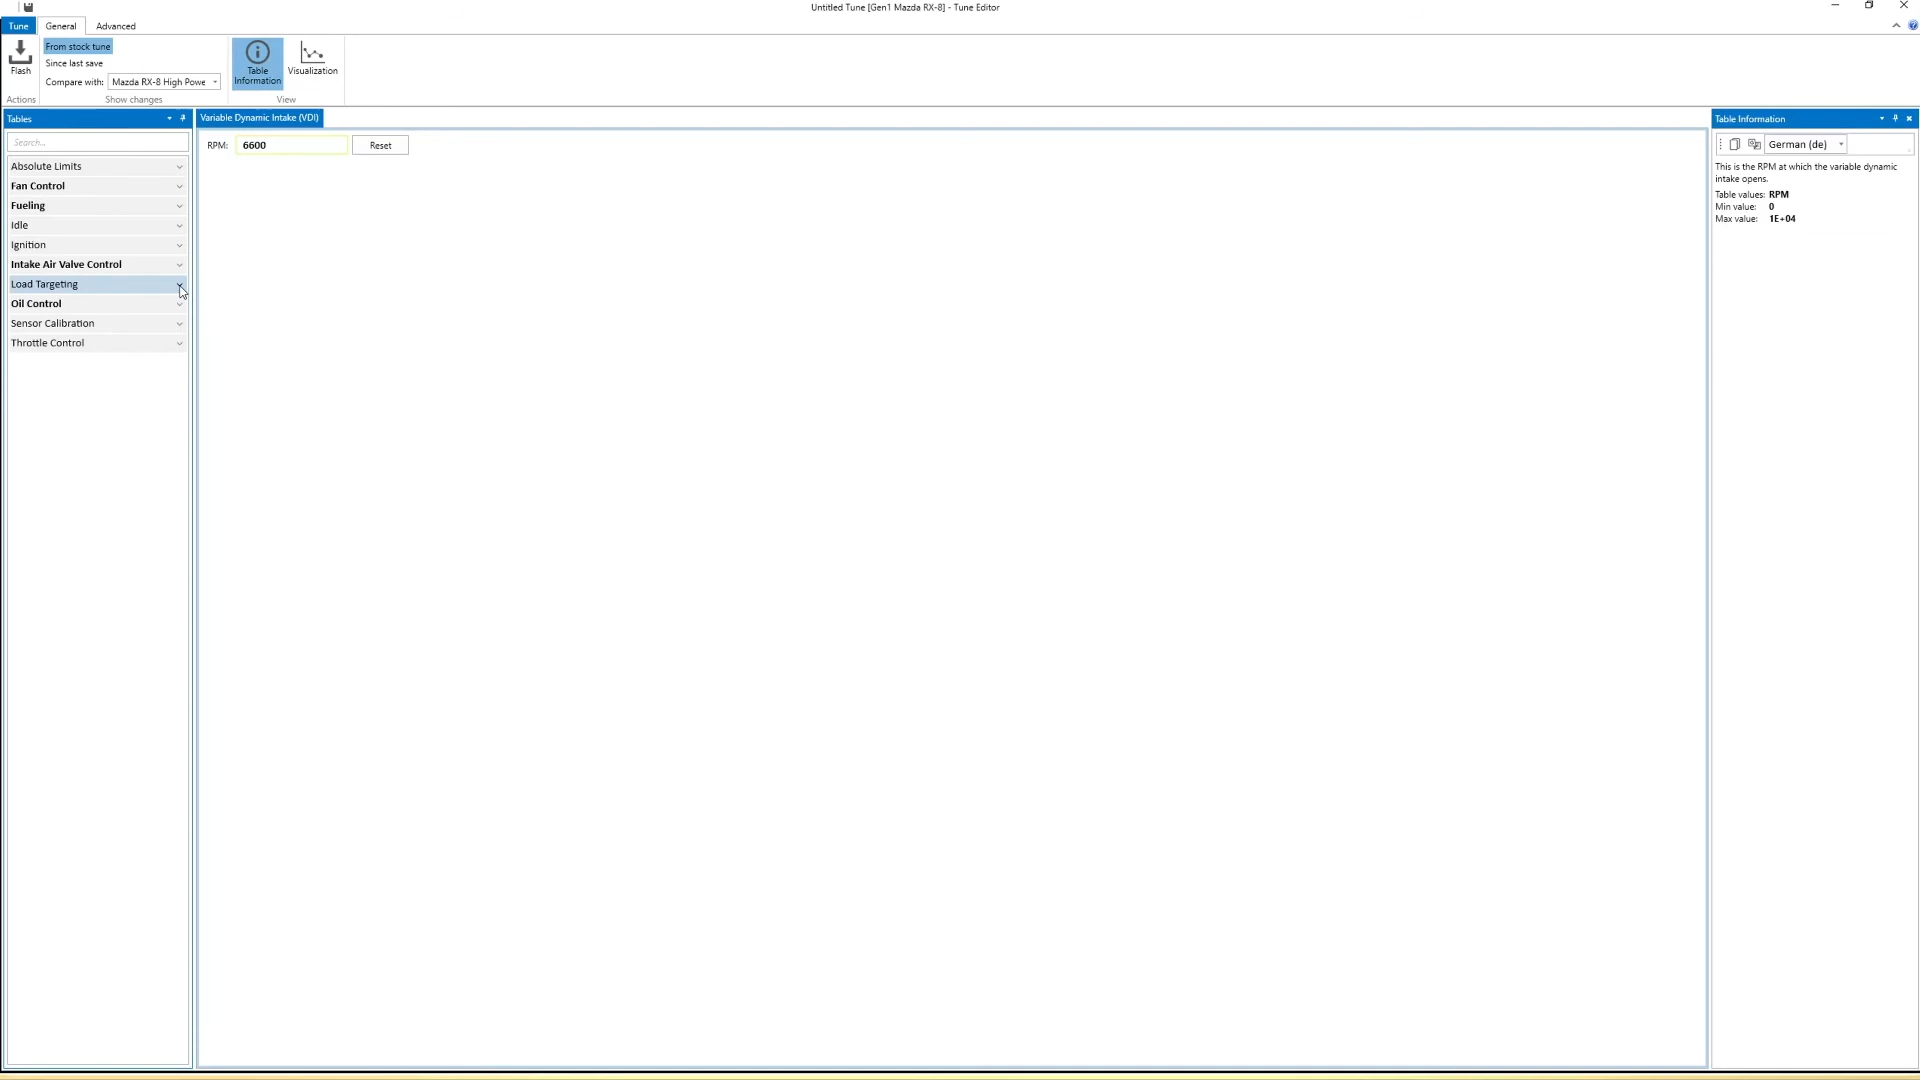 Untitled Tune [Gen1 Mazda RX-8] - Tune Editor
Tune General Advanced
Flash
From stock tune
Since last save
Compare with: Mazda RX-8 High Powe
Table Information
Visualization
Actions Show changes View
Tables
Search...
Absolute Limits
Fan Control
Fueling
Idle
Ignition
Intake Air Valve Control
Load Targeting
Oil Control
Sensor Calibration
Throttle Control
Variable Dynamic Intake (VDI)
RPM: 6600 Reset
Table Information
German (de)
This is the RPM at which the variable dynamic
intake opens.
Table values: RPM
Min value: 0
Max value: 1E+04